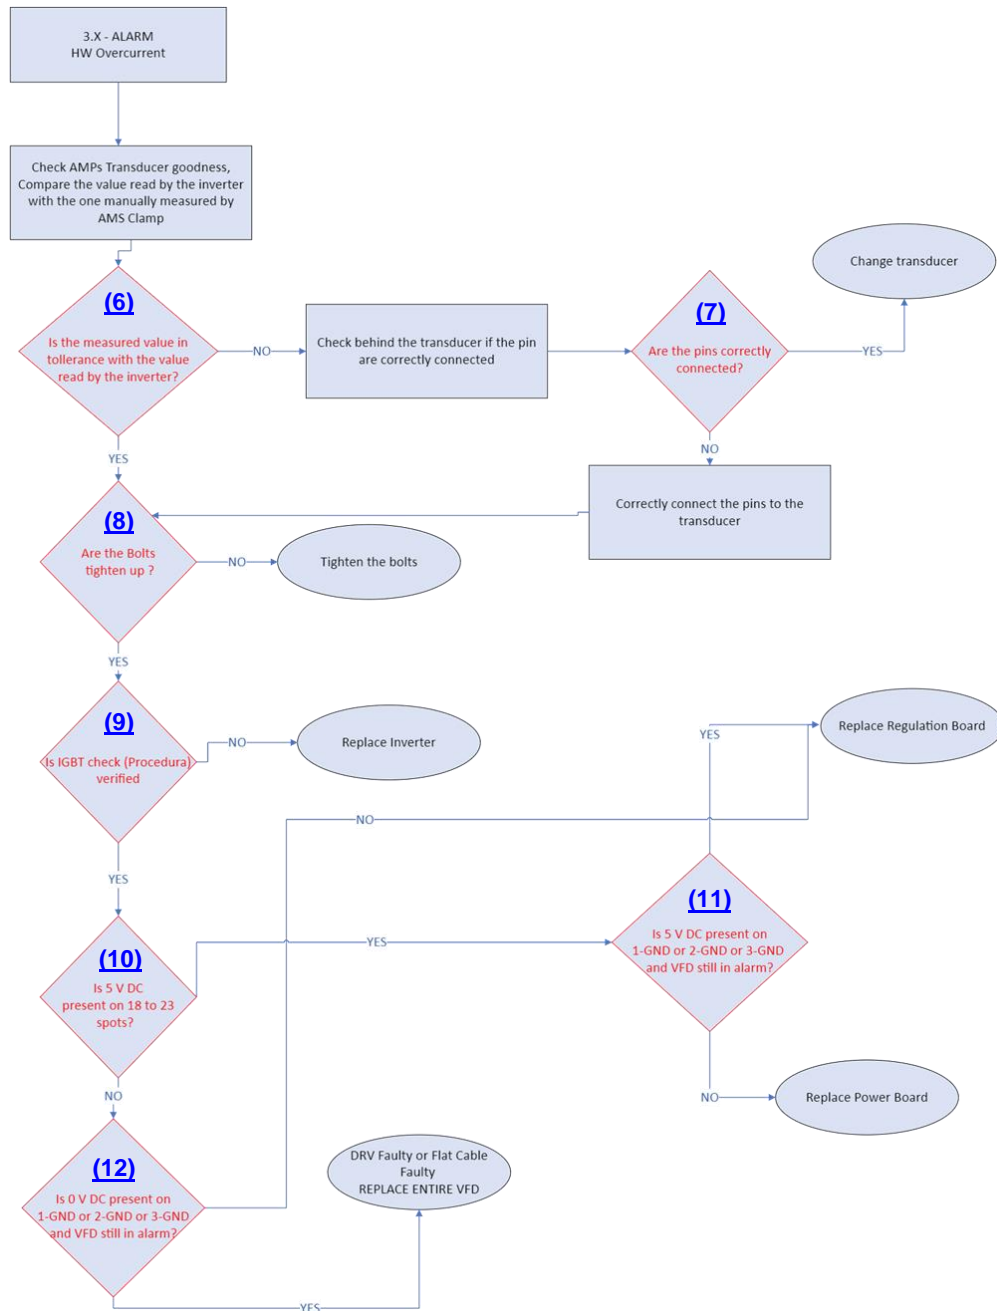 3.X - ALARM
HW Overcurrent
Check AMPs Transducer goodness,
Compare the value read by the inverter
with the one manually measured by
AMS Clamp
(6)
Is the measured value in
tollerance with the value
read by the inverter?
NO
Check behind the transducer if the pin
are correctly connected
(7)
Are the pins correctly
connected?
YES
Change transducer
NO
Correctly connect the pins to the
transducer
YES
(8)
Are the Bolts
tighten up ?
NO
Tighten the bolts
YES
(9)
Is IGBT check (Procedura)
verified
NO
Replace Inverter
YES
(10)
Is 5 V DC
present on 18 to 23
spots?
YES
(11)
Is 5 V DC present on
1-GND or 2-GND or 3-GND
and VFD still in alarm?
YES
Replace Regulation Board
NO
Replace Power Board
NO
(12)
Is 0 V DC present on
1-GND or 2-GND or 3-GND
and VFD still in alarm?
NO
YES
DRV Faulty or Flat Cable
Faulty
REPLACE ENTIRE VFD